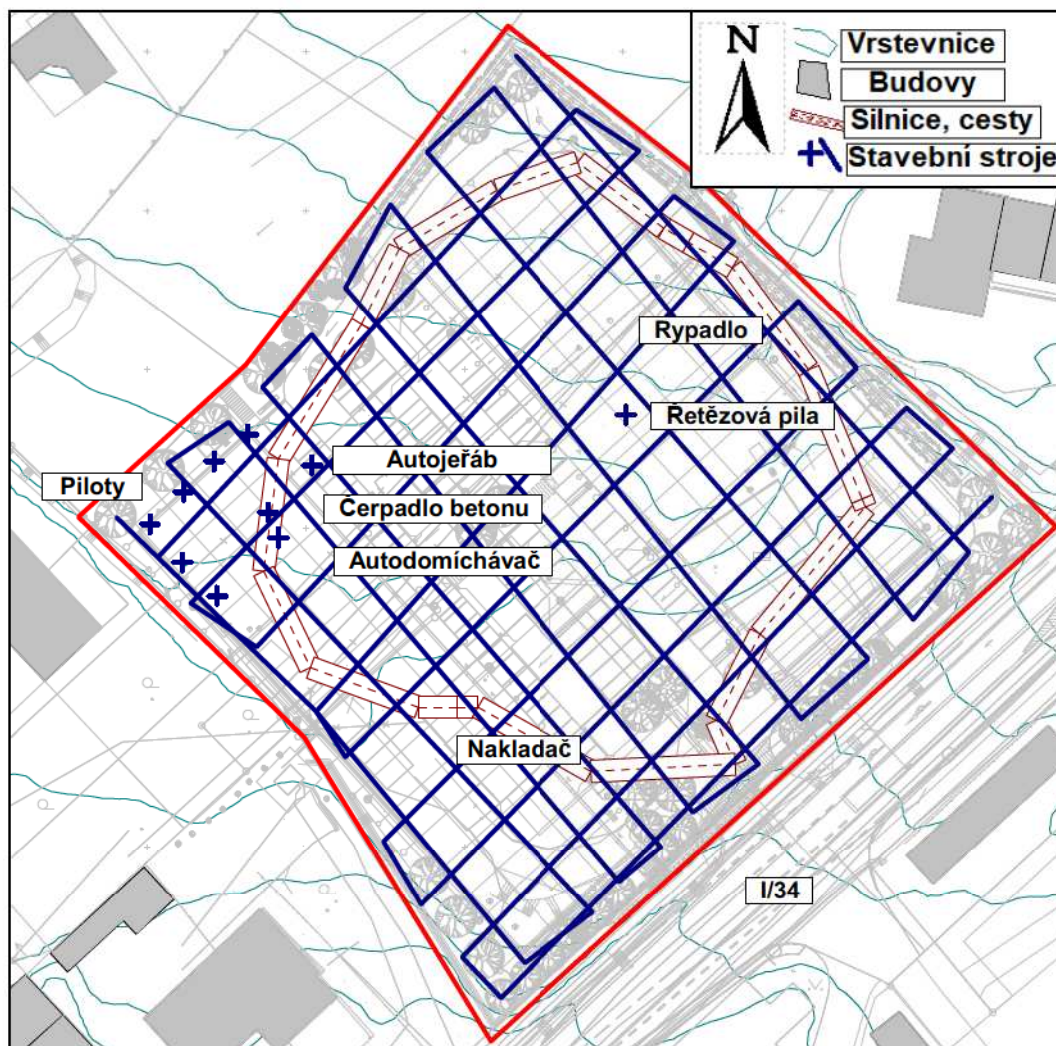 N
Vrstevnice
Budovy
Silnice, cesty
Stavební stroje
Rypadlo
Řetězová pila
Autojeřáb
Piloty
Čerpadlo betonu
Autodomíchávač
Nakladač
I/34